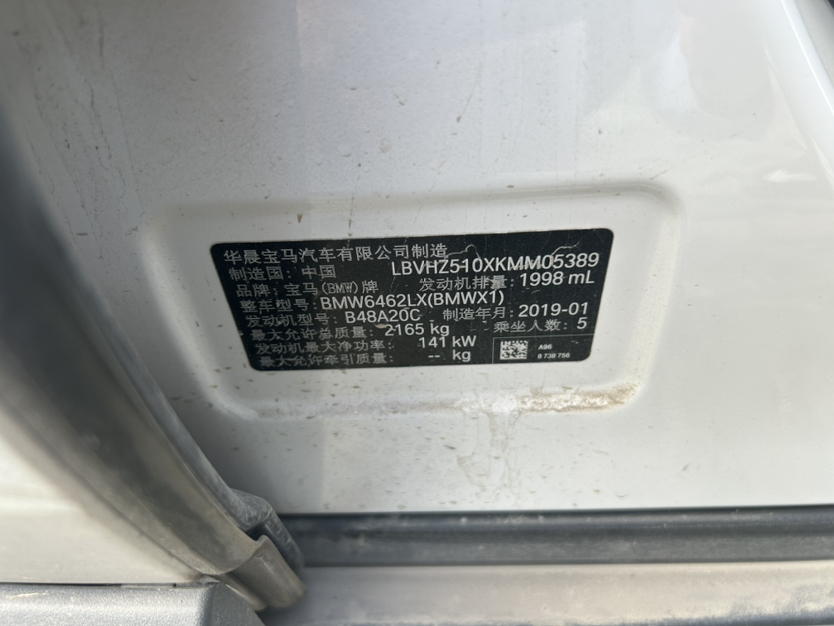 华晨宝马汽车有限公司制造
制造国: 中国 LBVHZ510XKMM05389
品牌: 宝马(BMW)牌 发动机排量: 1998 mL
整车型号: BMW6462LX(BMWX1)
发动机型号: B48A20C 制造年月: 2019-01
最大允许总质量: 2165 kg 乘坐人数: 5
发动机最大净功率: 141 kW
最大允许牵引质量: -- kg
A96
8 738 756